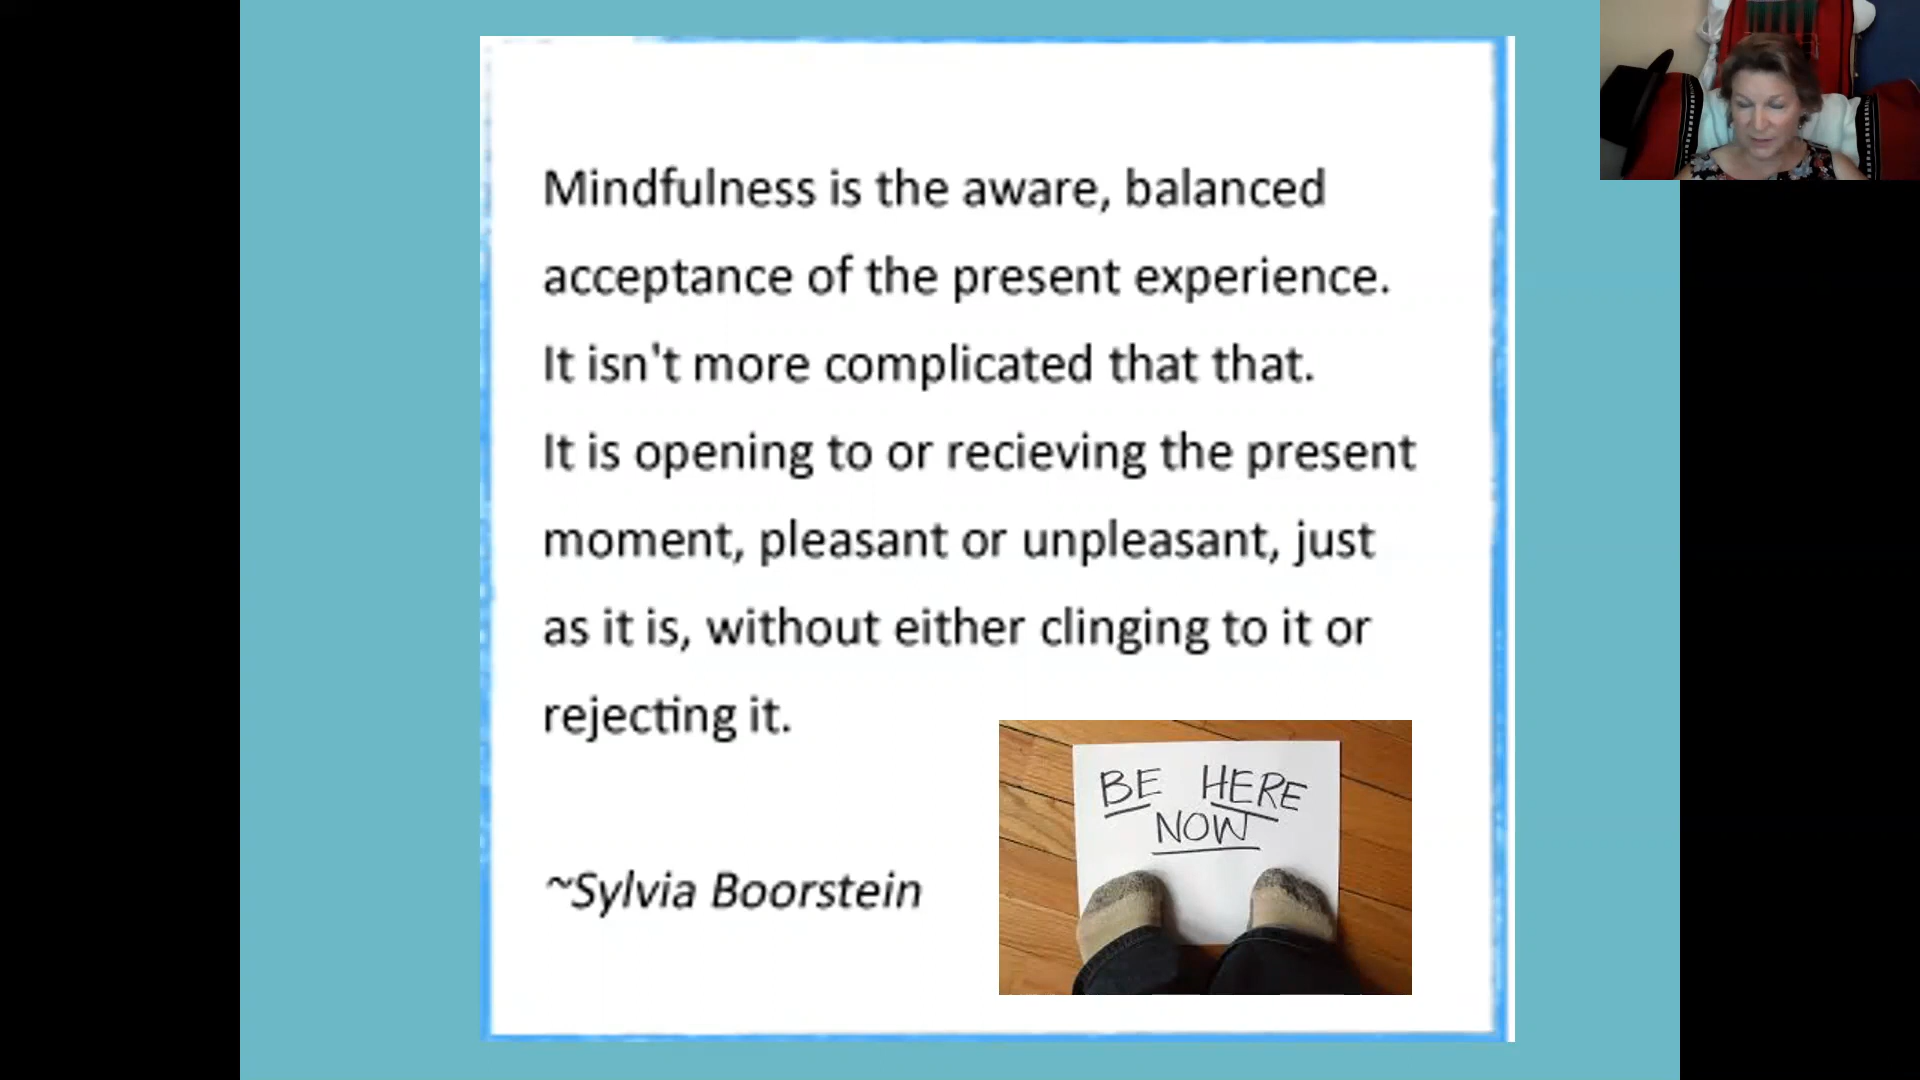 Mindfulness is the aware, balanced
acceptance of the present experience.
It isn't more complicated that that.
It is opening to or recieving the present
moment, pleasant or unpleasant, just
as it is, without either clinging to it or
rejecting it.
~Sylvia Boorstein
BE HERE
NOW